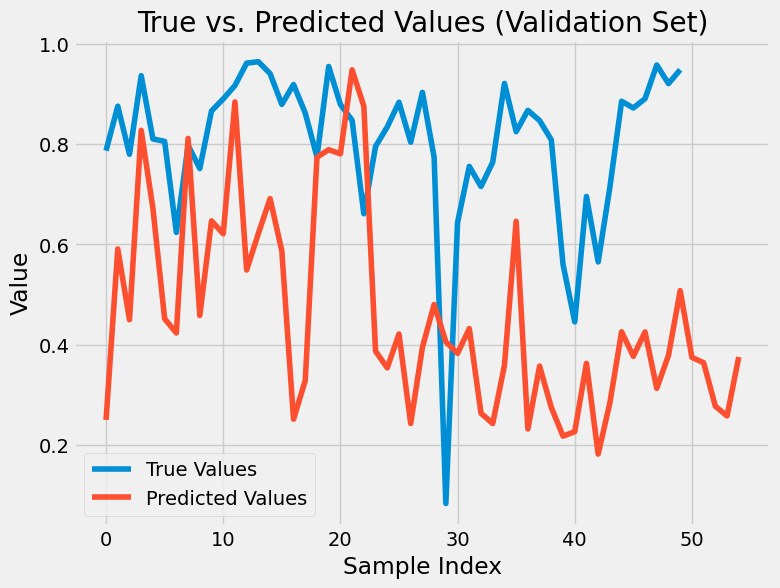 True vs. Predicted Values (Validation Set)
1.0
0.8
0.6
0.4
0.2
Value
True Values
Predicted Values
0 10 20 30 40 50
Sample Index